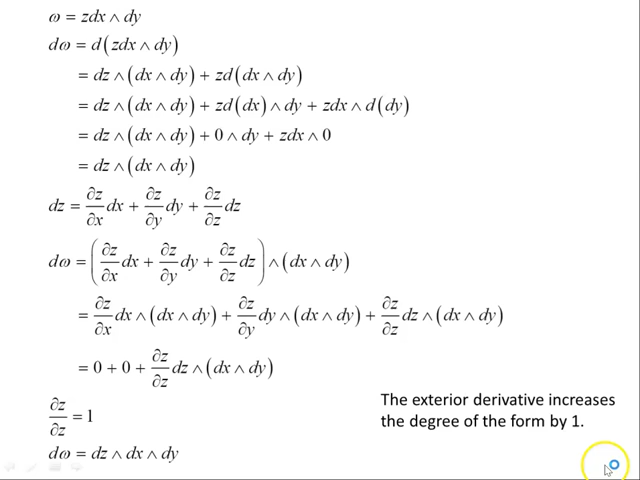 ω = zdx ∧ dy
dω = d(zdx ∧ dy)
= dz ∧ (dx ∧ dy) + zd(dx ∧ dy)
= dz ∧ (dx ∧ dy) + zd(dx) ∧ dy + zdx ∧ d(dy)
= dz ∧ (dx ∧ dy) + 0 ∧ dy + zdx ∧ 0
= dz ∧ (dx ∧ dy)
dz = ∂z/∂x dx + ∂z/∂y dy + ∂z/∂z dz
dω = (∂z/∂x dx + ∂z/∂y dy + ∂z/∂z dz) ∧ (dx ∧ dy)
= ∂z/∂x dx ∧ (dx ∧ dy) + ∂z/∂y dy ∧ (dx ∧ dy) + ∂z/∂z dz ∧ (dx ∧ dy)
= 0 + 0 + ∂z/∂z dz ∧ (dx ∧ dy)
∂z/∂z = 1
dω = dz ∧ dx ∧ dy
The exterior derivative increases
the degree of the form by 1.